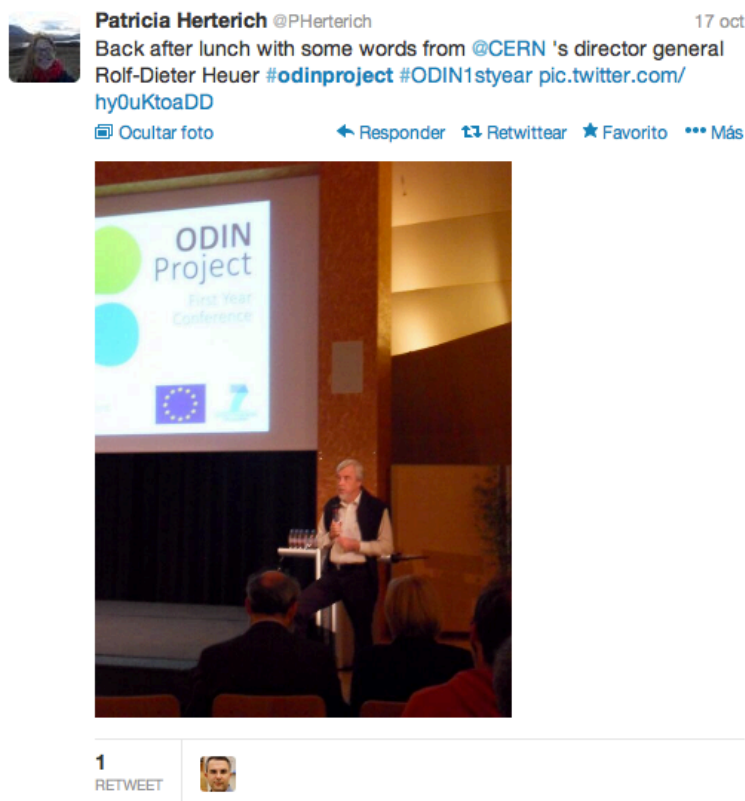 Patricia Herterich @PHerterich 17 oct
Back after lunch with some words from @CERN 's director general
Rolf-Dieter Heuer #odinproject #ODIN1styear pic.twitter.com/
hy0uKtoaDD
Ocultar foto Responder Retwittear Favorito Más
ODIN
Project
First Year
Conference
7
1
RETWEET